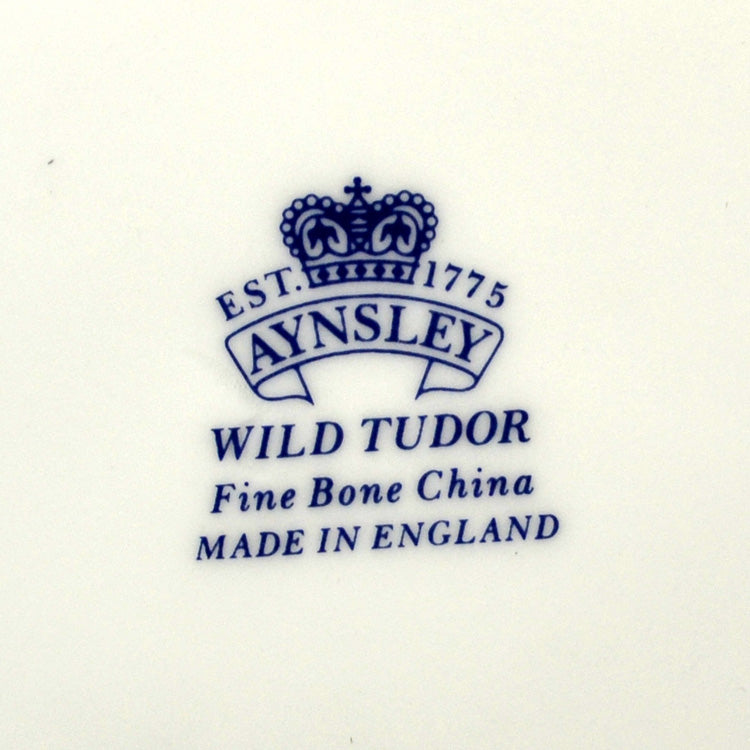 EST. 1775
AYNSLEY
WILD TUDOR
Fine Bone China
MADE IN ENGLAND